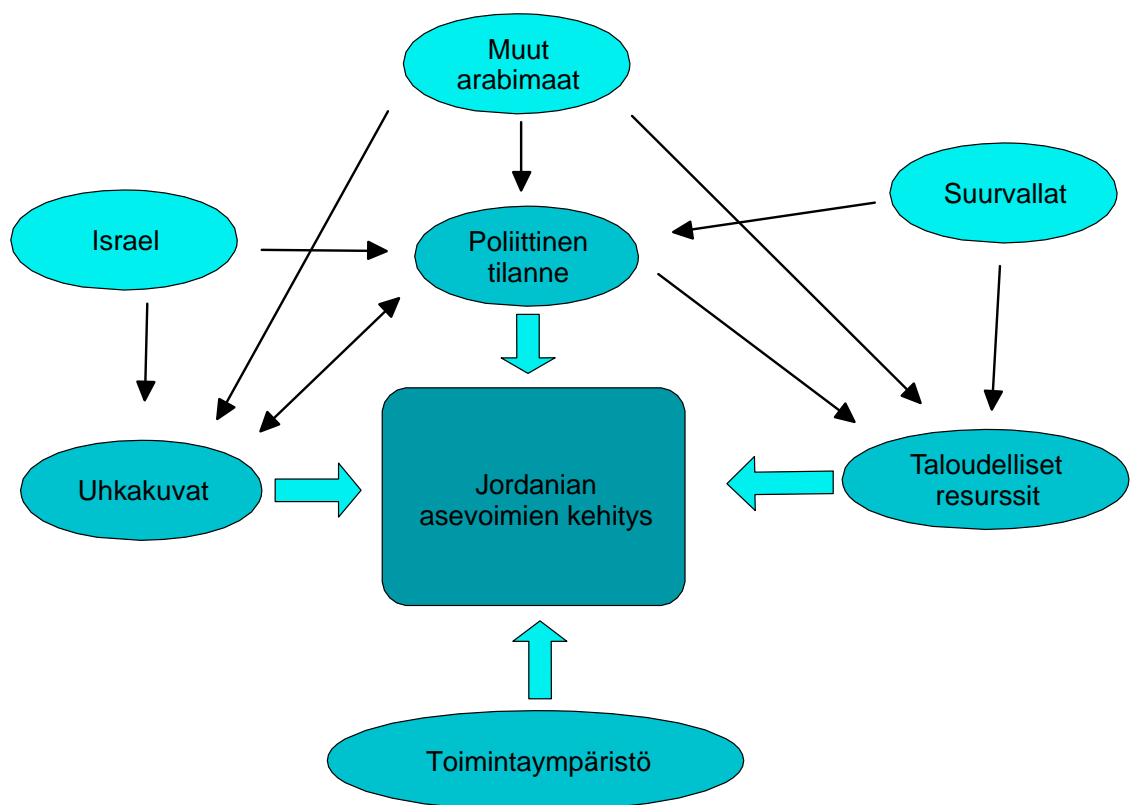 Muut
arabimaat
Suurvallat
Israel
Poliittinen
tilanne
Uhkakuvat
Jordanian
asevoimien kehitys
Taloudelliset
resurssit
Toimintaympäristö